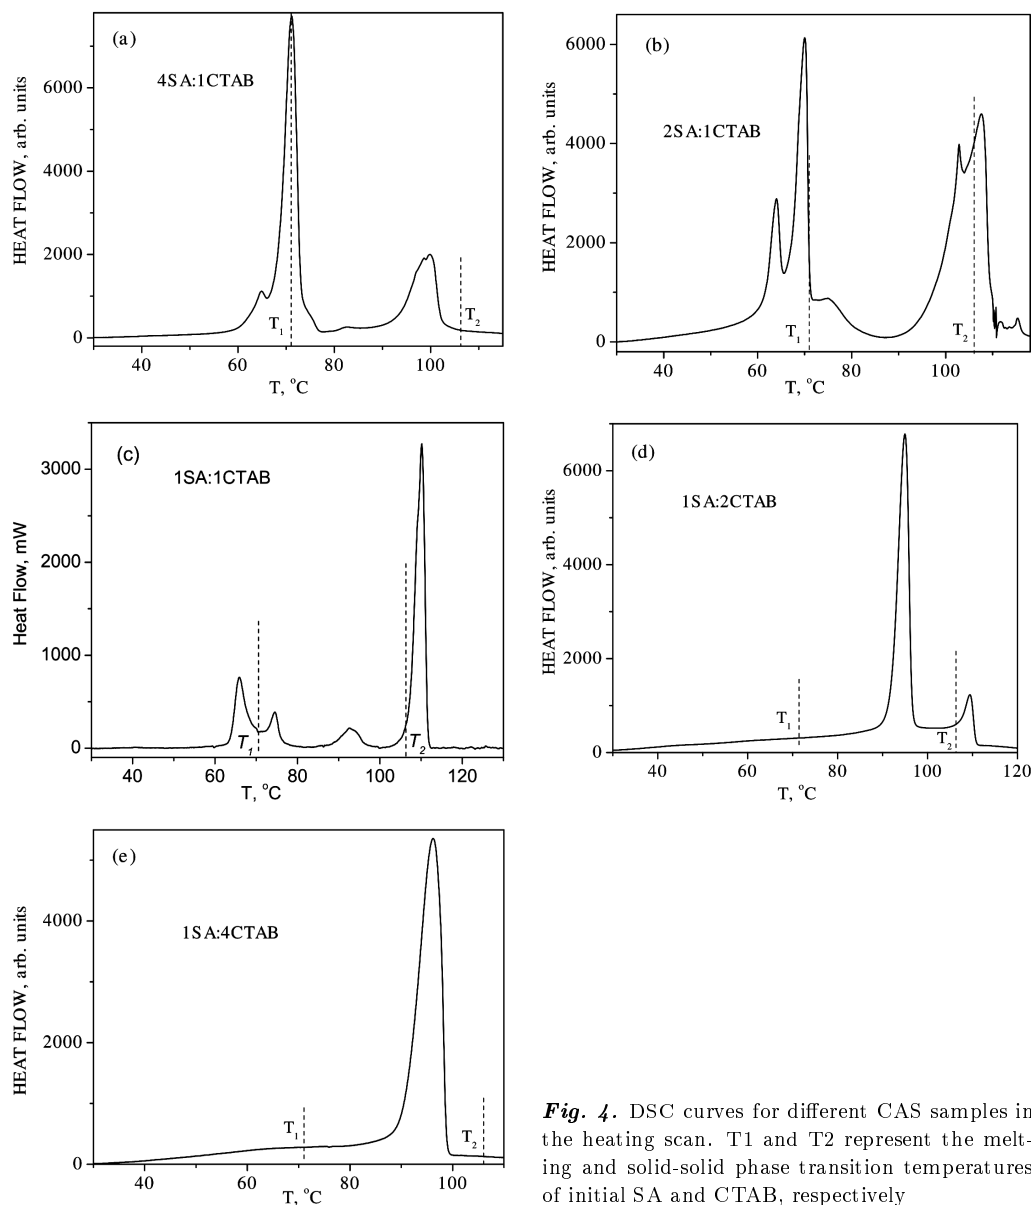 (a)
4SA:1CTAB
HEAT FLOW, arb. units
6000
4000
2000
0
T1
T2
40
60
80
100
T, oC
(b)
2SA:1CTAB
HEAT FLOW, arb. units
6000
4000
2000
0
T1
T2
40
60
80
100
T, oC
(c)
1SA:1CTAB
Heat Flow, mW
3000
2000
1000
0
T1
T2
40
60
80
100
120
T, oC
(d)
1SA:2CTAB
HEAT FLOW, arb. units
6000
4000
2000
0
T1
T2
40
60
80
100
120
T, oC
(e)
1SA:4CTAB
HEAT FLOW, arb. units
4000
2000
0
T1
T2
40
60
80
100
T, oC
Fig. 4. DSC curves for different CAS samples in
the heating scan. T1 and T2 represent the melt-
ing and solid-solid phase transition temperatures
of initial SA and CTAB, respectively